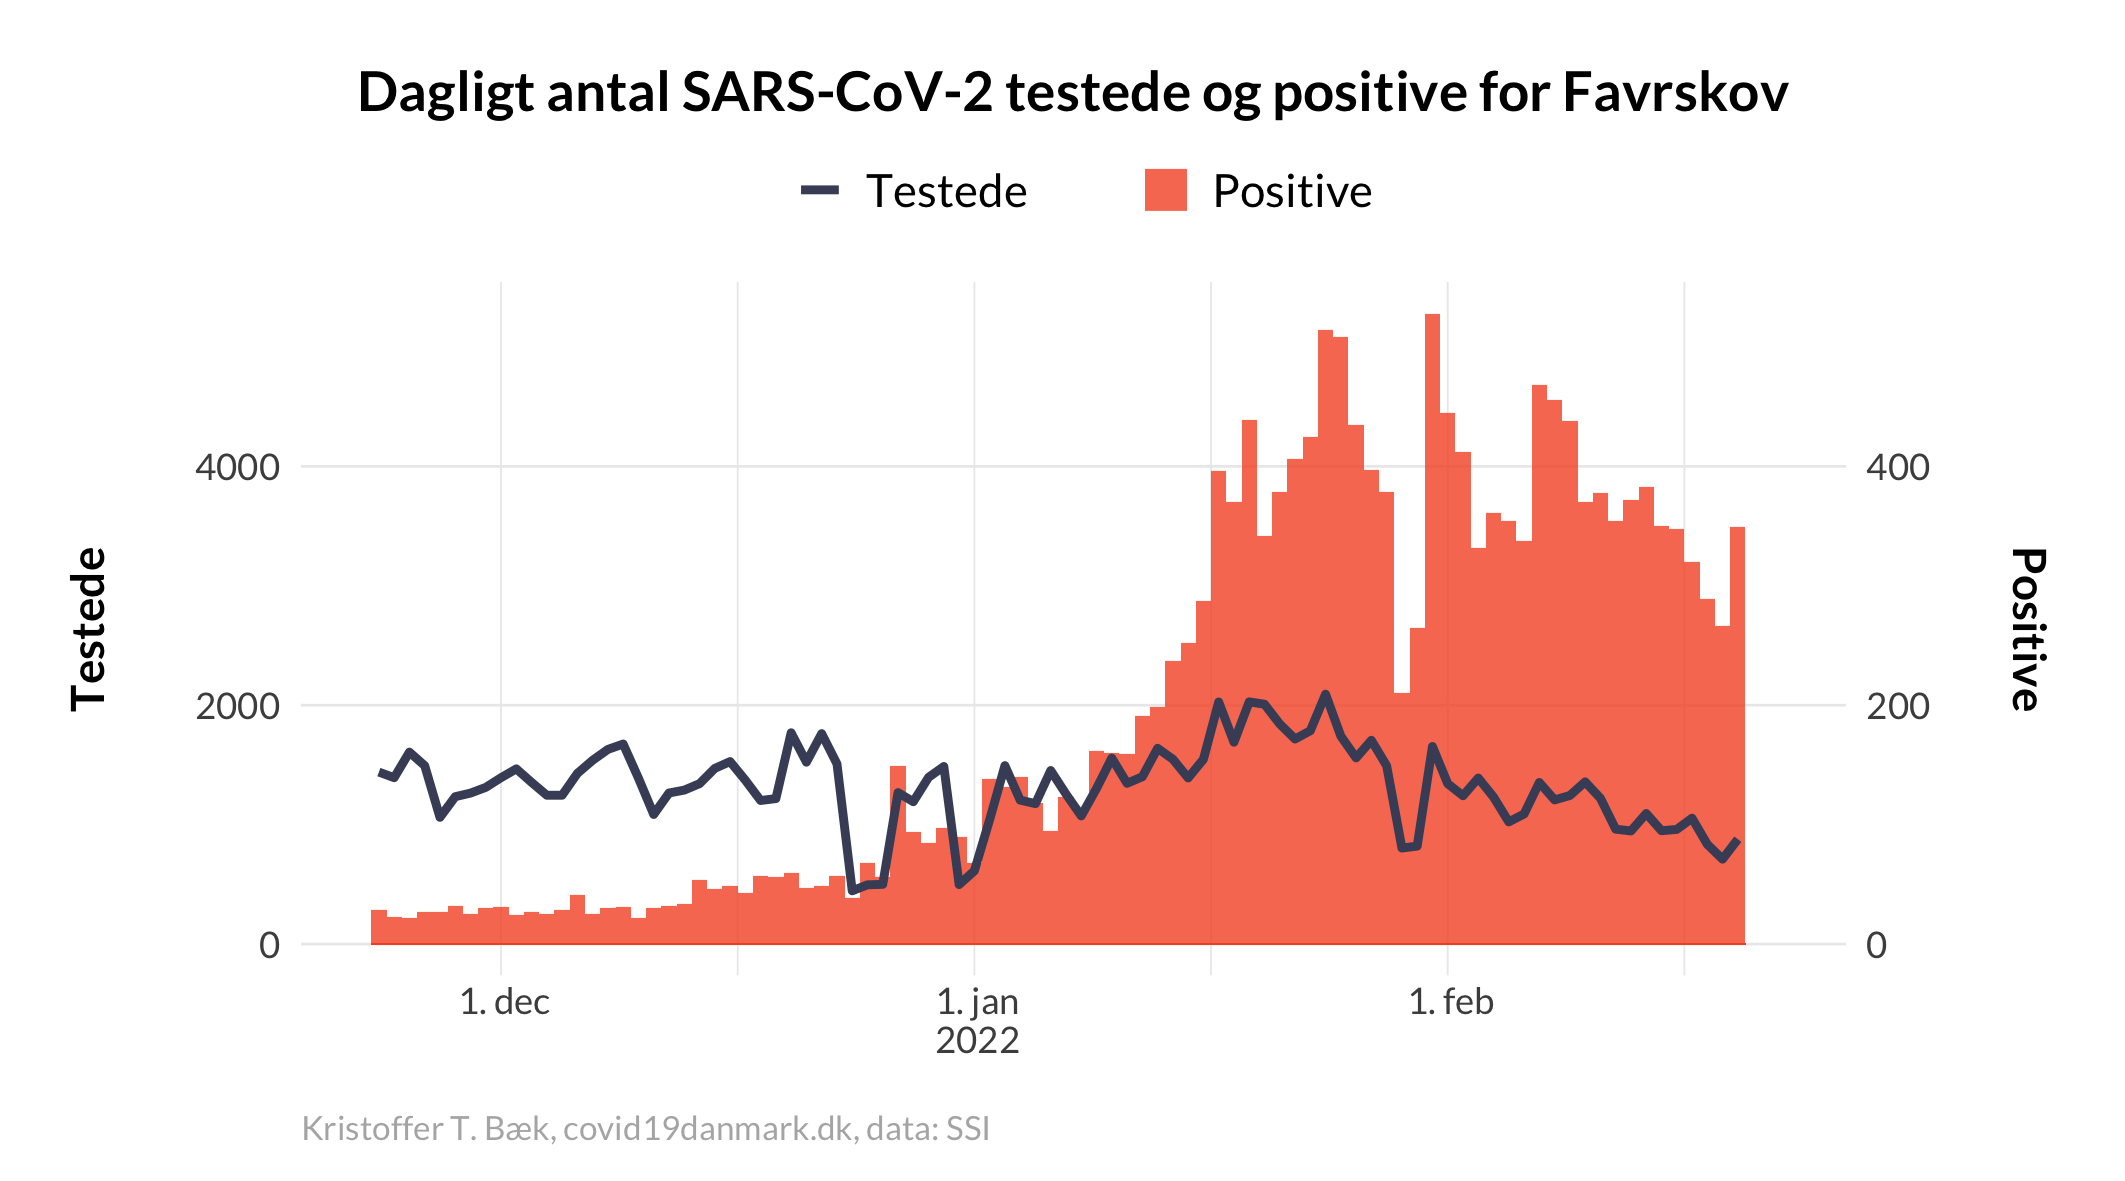 Dagligt antal SARS-CoV-2 testede og positive for Favrskov
Testede
Positive
4000
2000
0
Testede
400
200
0
Positive
1. dec
1. jan
2022
1. feb
Kristoffer T. Bæk, covid19danmark.dk, data: SSI